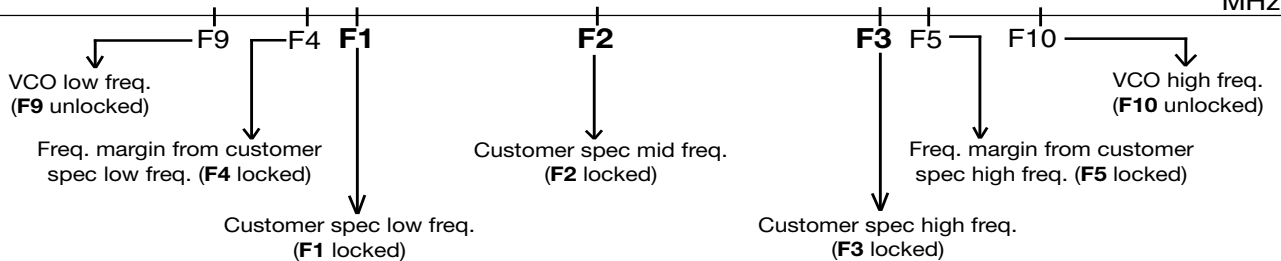 MHz
F9 F4 F1 F2 F3 F5 F10
VCO low freq.
(F9 unlocked)
VCO high freq.
(F10 unlocked)
Freq. margin from customer
spec low freq. (F4 locked)
Customer spec mid freq.
(F2 locked)
Freq. margin from customer
spec high freq. (F5 locked)
Customer spec low freq.
(F1 locked)
Customer spec high freq.
(F3 locked)